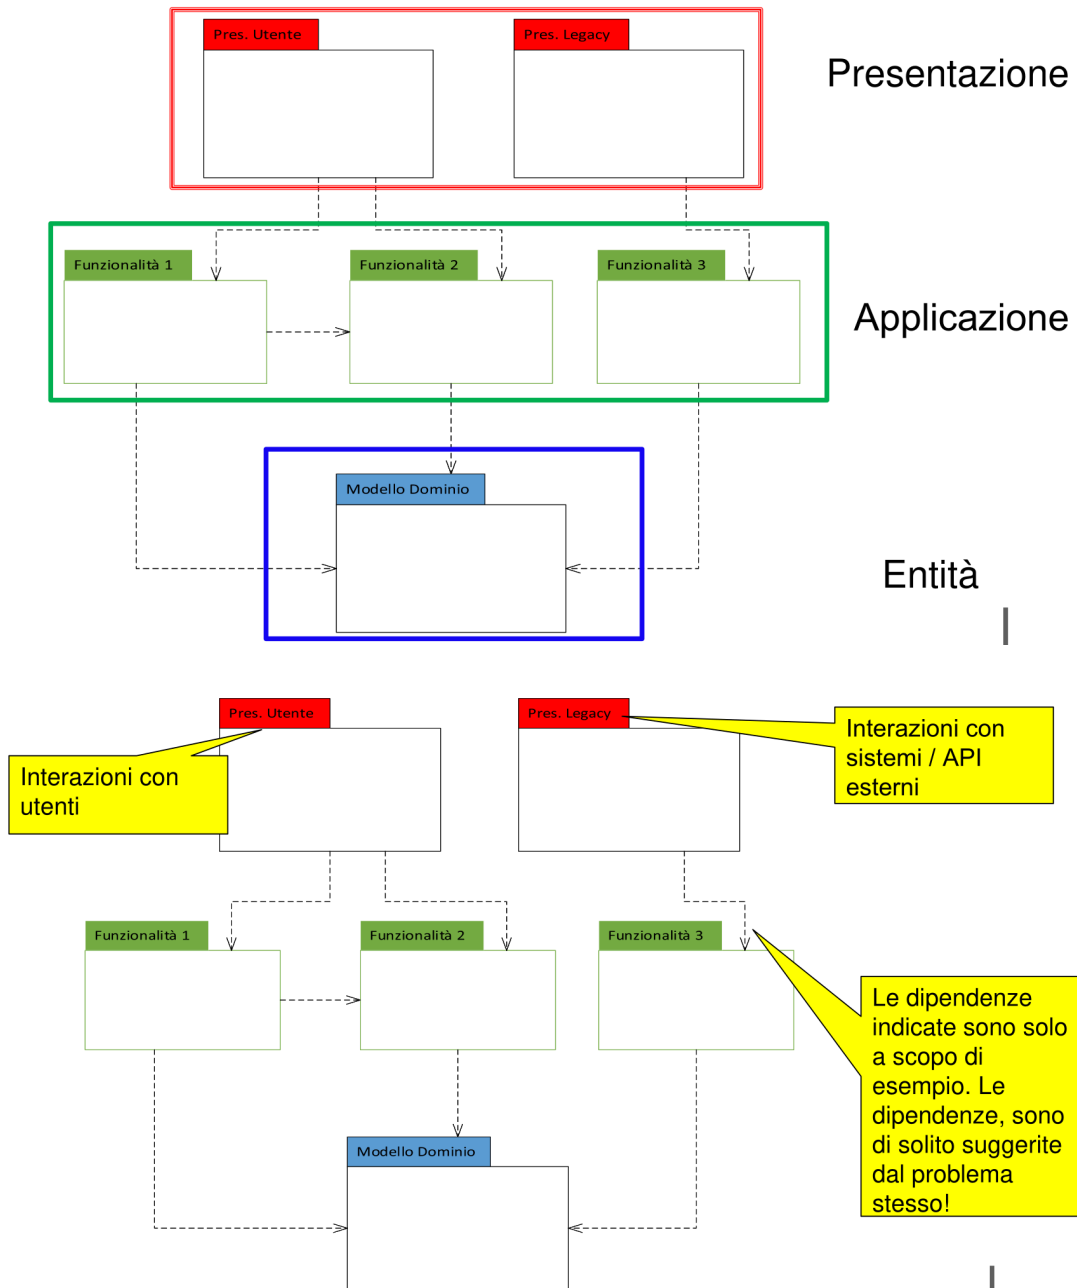 Pres. Utente
Pres. Legacy
Presentazione
Funzionalità 1
Funzionalità 2
Funzionalità 3
Applicazione
Modello Dominio
Entità
Pres. Utente
Pres. Legacy
Interazioni con
sistemi / API
esterni
Interazioni con
utenti
Funzionalità 1
Funzionalità 2
Funzionalità 3
Le dipendenze
indicate sono solo
a scopo di
esempio. Le
dipendenze, sono
di solito suggerite
dal problema
stesso!
Modello Dominio